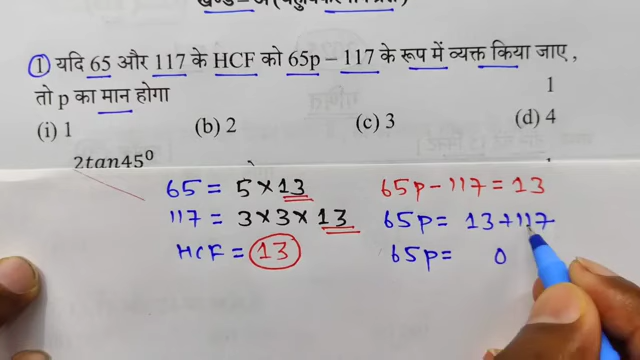 ① यदि 65 और 117 के HCF को 65p – 117 के रूप में व्यक्त किया जाए ,
तो p का मान होगा
1
(i) 1 (b) 2 (c) 3 (d) 4
2tan45⁰
65 = 5 × 13
117 = 3 × 3 × 13
HCF = 13
65p - 117 = 13
65p = 13 + 117
65p = 0